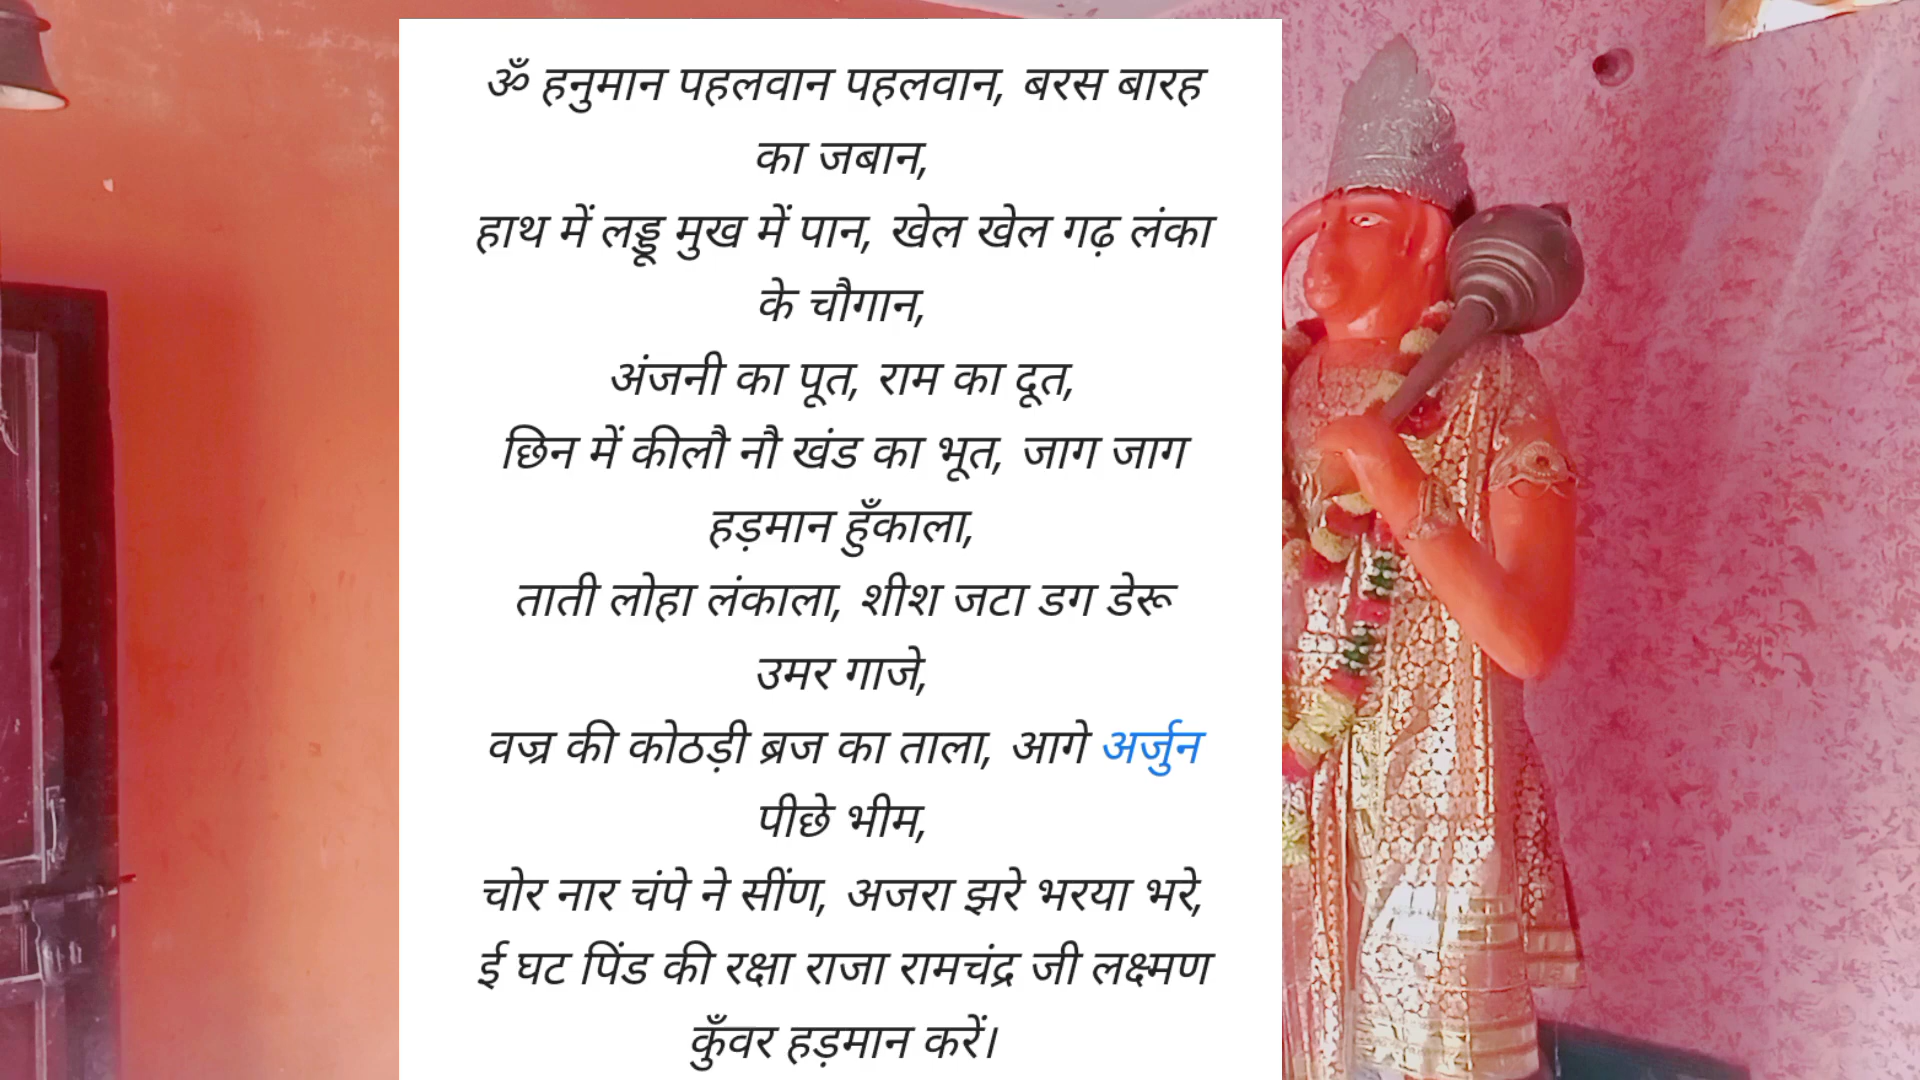 ॐ हनुमान पहलवान पहलवान, बरस बारह
का जबान,
हाथ में लड्डू मुख में पान, खेल खेल गढ़ लंका
के चौगान,
अंजनी का पूत, राम का दूत,
छिन में कीलौ नौ खंड का भूत, जाग जाग
हड़मान हुँकाला,
ताती लोहा लंकाला, शीश जटा डग डेरू
उमर गाजे,
वज्र की कोठड़ी ब्रज का ताला, आगे अर्जुन
पीछे भीम,
चोर नार चंपे ने सींण, अजरा झरे भरया भरे,
ई घट पिंड की रक्षा राजा रामचंद्र जी लक्ष्मण
कुँवर हड़मान करें।